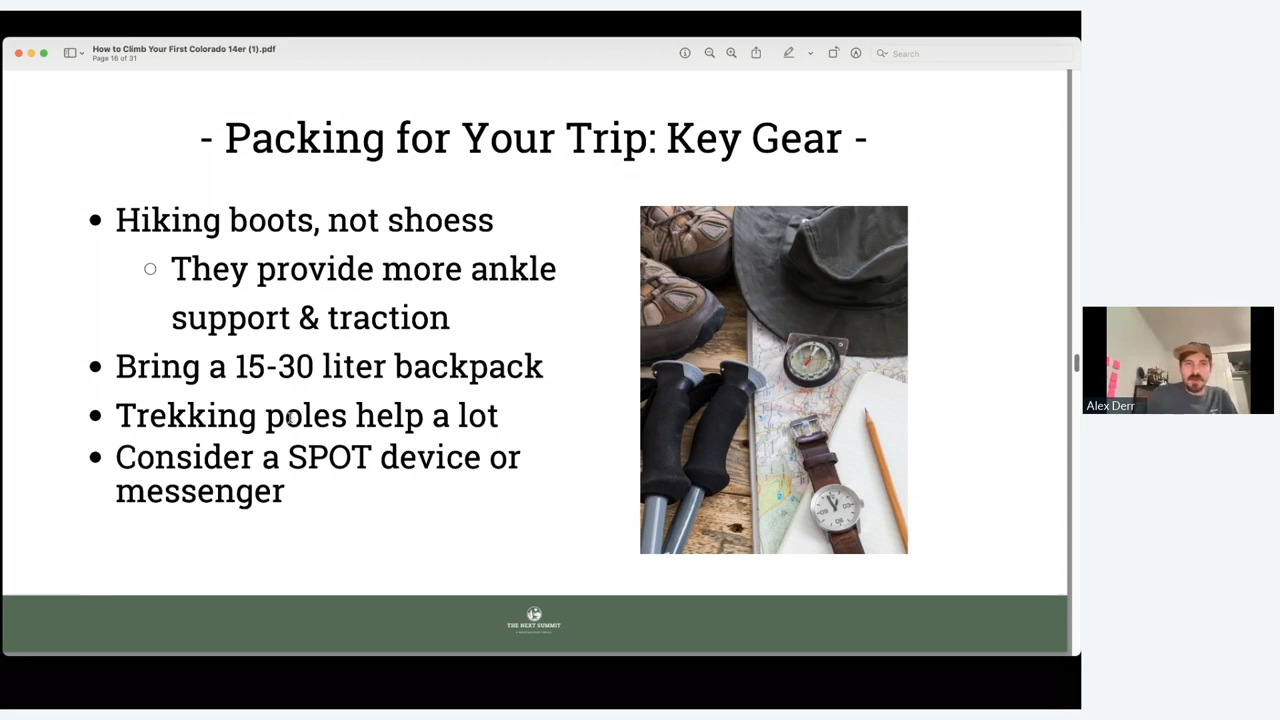 How to Climb Your First Colorado 14er (1).pdf
Page 16 of 31
Search
- Packing for Your Trip: Key Gear -
• Hiking boots, not shoess
○ They provide more ankle
support & traction
• Bring a 15-30 liter backpack
• Trekking poles help a lot
• Consider a SPOT device or
messenger
THE NEXT SUMMIT
Alex Derr